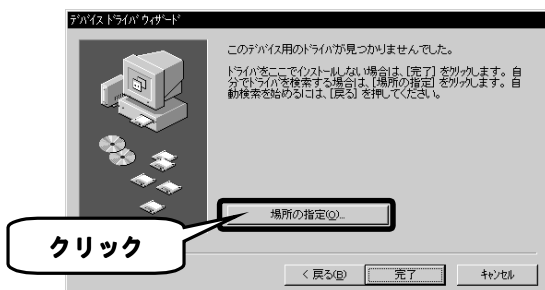 ﾃﾞﾊﾞｲｽ ﾄﾞﾗｲﾊﾞ ｳｨｻﾞｰﾄﾞ
このﾃﾞﾊﾞｲｽ用のﾄﾞﾗｲﾊﾞが見つかりませんでした。
ﾄﾞﾗｲﾊﾞをここでｲﾝｽﾄｰﾙしない場合は、[完了] をｸﾘｯｸします。自
分でﾄﾞﾗｲﾊﾞを検索する場合は、[場所の指定] をｸﾘｯｸします。自
動検索を始めるには、[戻る] を押してください。
場所の指定(O)...
クリック
< 戻る(B)
完了
ｷｬﾝｾﾙ